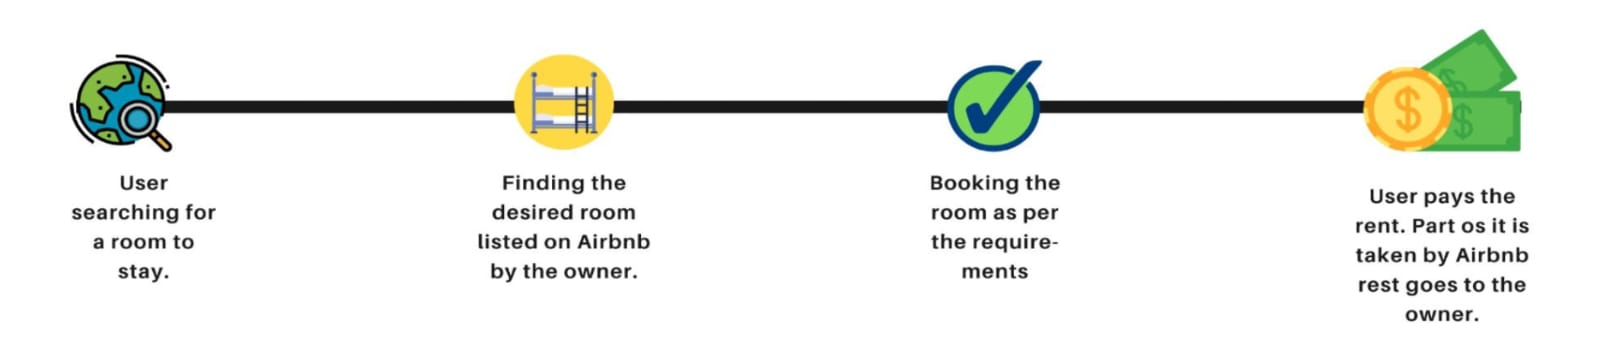 User
searching for
a room to
stay.
Finding the
desired room
listed on Airbnb
by the owner.
Booking the
room as per
the require-
ments
$
$
$
User pays the
rent. Part os it is
taken by Airbnb
rest goes to the
owner.